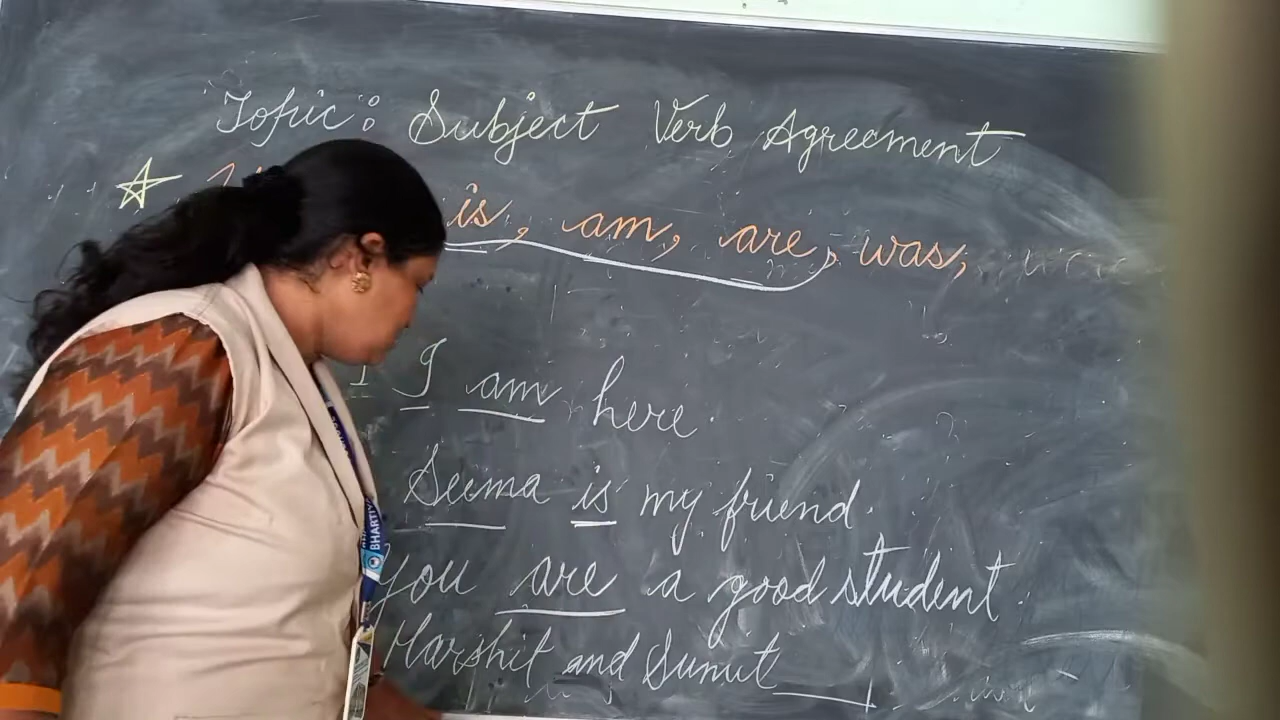 Topic: Subject Verb Agreement
is, am, are, was,
I am here.
Seema is my friend.
You are a good student.
Harshit and Sumit
BHARTIY